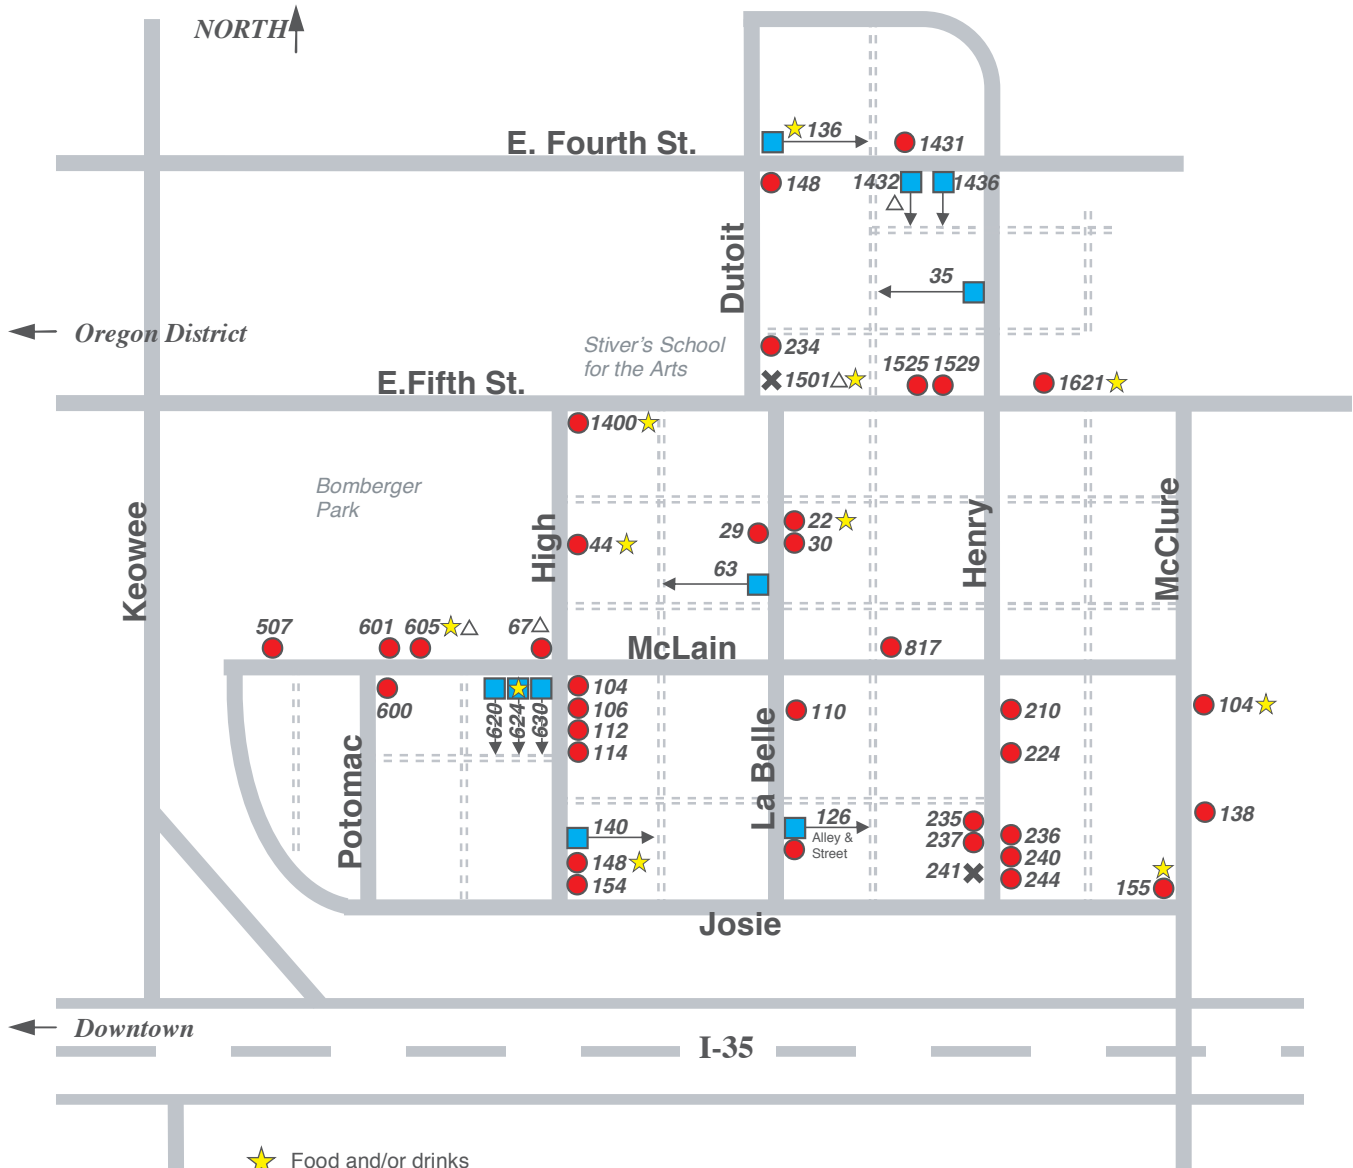 NORTH
136
E. Fourth St.
1431
148
1432
1436
Dutoit
35
Oregon District
Stiver's School
for the Arts
234
1501
1525
1529
1621
E.Fifth St.
1400
Bomberger
Park
Keowee
High
44
29
22
30
63
Henry
McClure
507
601
605
67
McLain
817
600
620
624
630
104
106
112
114
Potomac
La Belle
110
210
224
104
138
140
148
154
126
Alley &
Street
235
237
241
236
240
244
155
Josie
Downtown
I-35
Food and/or drinks